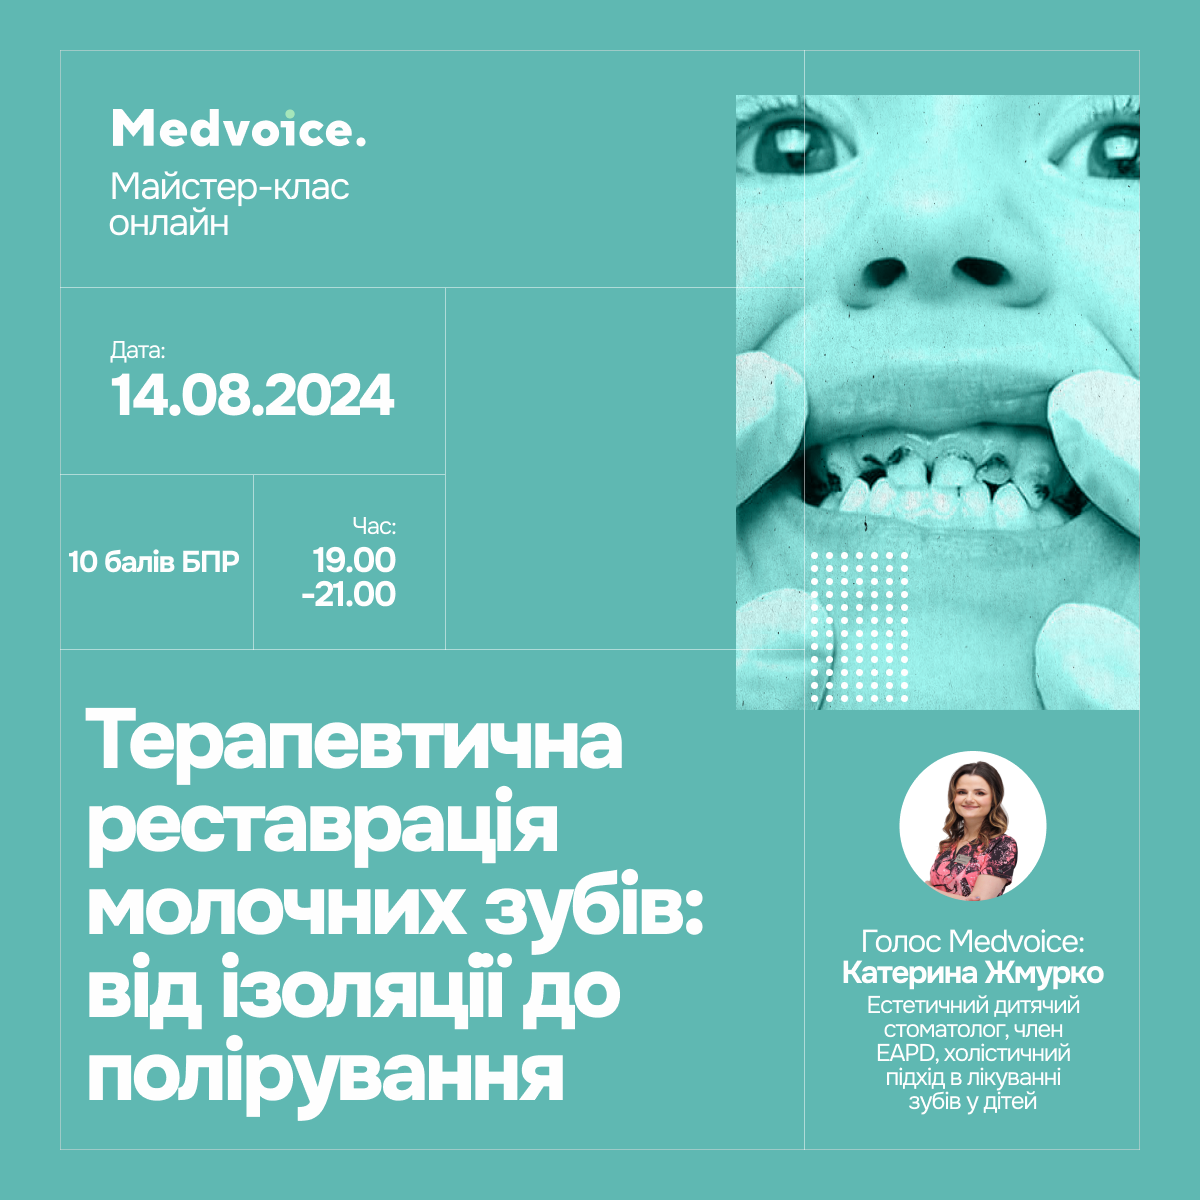 Medvoice.
Майстер-клас
онлайн
Дата:
14.08.2024
10 балів БПР
Час:
19.00
-21.00
Терапевтична
реставрація
молочних зубів:
від ізоляції до
полірування
Голос Medvoice:
Катерина Жмурко
Естетичний дитячий
стоматолог, член
EAPD, холістичний
підхід в лікуванні
зубів у дітей